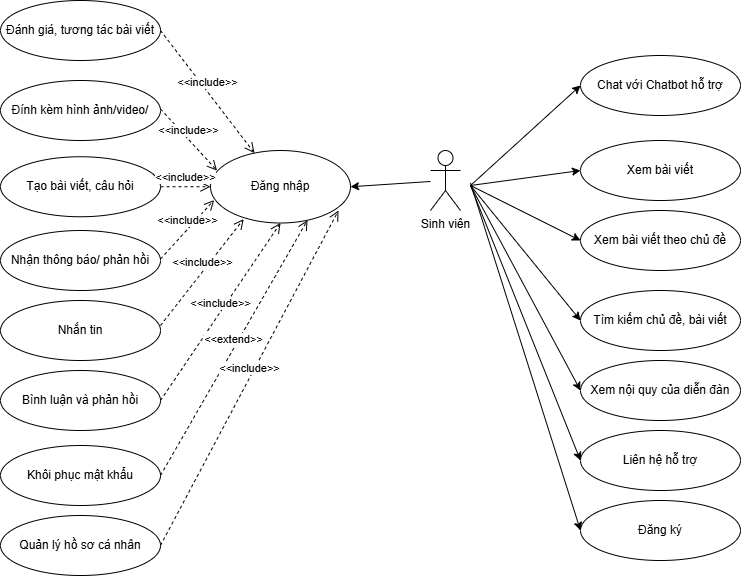 Đánh giá, tương tác bài viết
<<include>>
Chat với Chatbot hỗ trợ
Đính kèm hình ảnh/video/
<<include>>
Xem bài viết
Tạo bài viết, câu hỏi
<<include>>
Đăng nhập
Sinh viên
<<include>>
Xem bài viết theo chủ đề
Nhận thông báo/ phản hồi
<<include>>
<<include>>
Tìm kiếm chủ đề, bài viết
Nhắn tin
<<extend>>
<<include>>
Xem nội quy của diễn đàn
Bình luận và phản hồi
Liên hệ hỗ trợ
Khôi phục mật khẩu
Đăng ký
Quản lý hồ sơ cá nhân